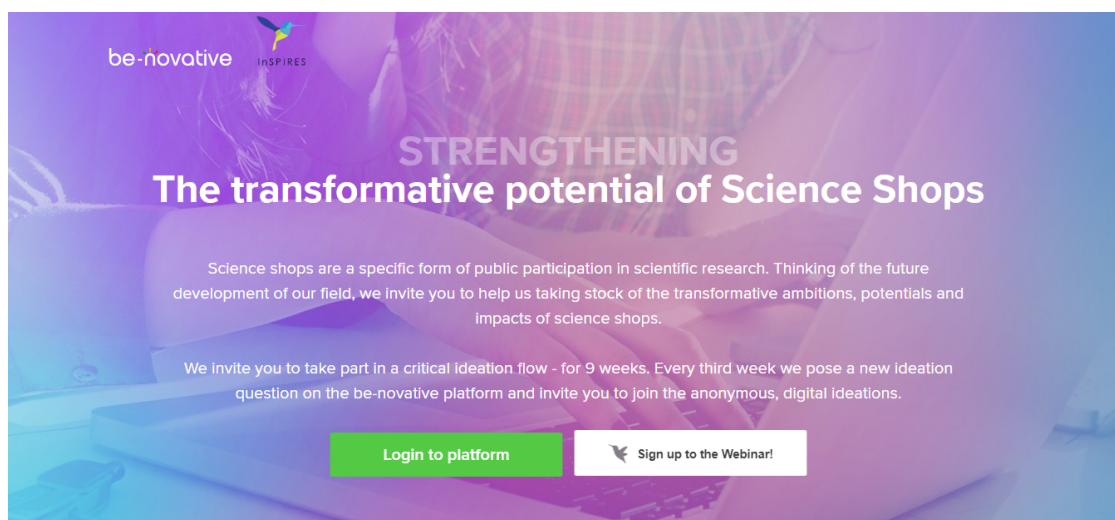 be-novative
InSPIRES
STRENGTHENING
The transformative potential of Science Shops
Science shops are a specific form of public participation in scientific research. Thinking of the future
development of our field, we invite you to help us taking stock of the transformative ambitions, potentials and
impacts of science shops.
We invite you to take part in a critical ideation flow - for 9 weeks. Every third week we pose a new ideation
question on the be-novative platform and invite you to join the anonymous, digital ideations.
Login to platform
Sign up to the Webinar!